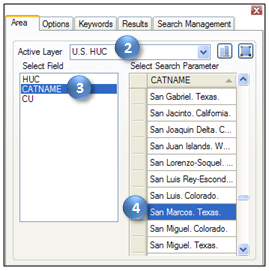 Area Options Keywords Results Search Management
Active Layer U.S. HUC 2
Select Field Select Search Parameter
HUC
CATNAME 3
CU
CATNAME
San Gabriel. Texas.
San Jacinto. California.
San Joaquin Delta. C...
San Juan Islands. W...
San Lorenzo-Soquel. ...
San Luis Rey-Escond...
San Luis. Colorado.
4 San Marcos. Texas.
San Miguel. Colorado.
San Miguel. Texas.